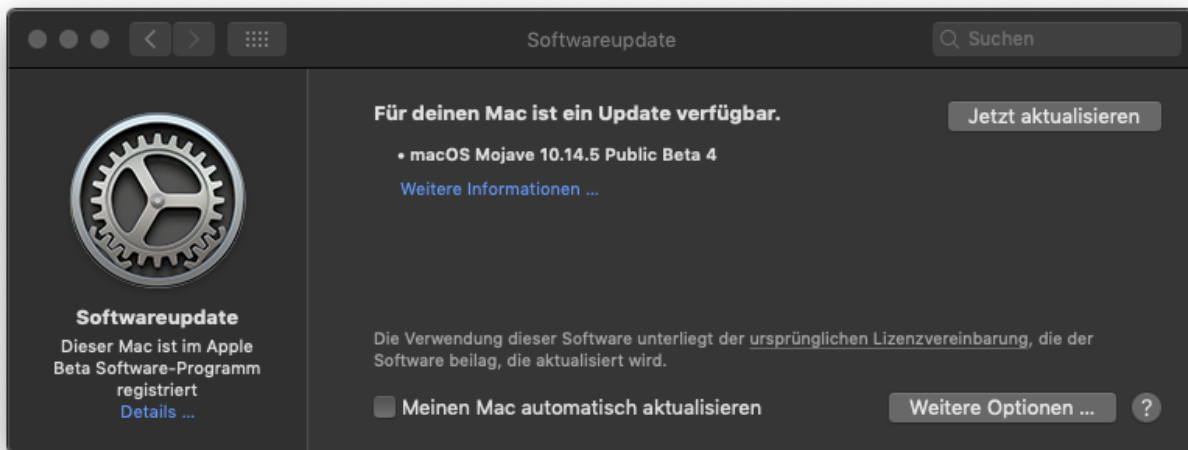 Softwareupdate
Suchen
Softwareupdate
Dieser Mac ist im Apple
Beta Software-Programm
registriert
Details ...
Für deinen Mac ist ein Update verfügbar.
Jetzt aktualisieren
• macOS Mojave 10.14.5 Public Beta 4
Weitere Informationen ...
Die Verwendung dieser Software unterliegt der ursprünglichen Lizenzvereinbarung, die der
Software beilag, die aktualisiert wird.
Meinen Mac automatisch aktualisieren
Weitere Optionen ...
?